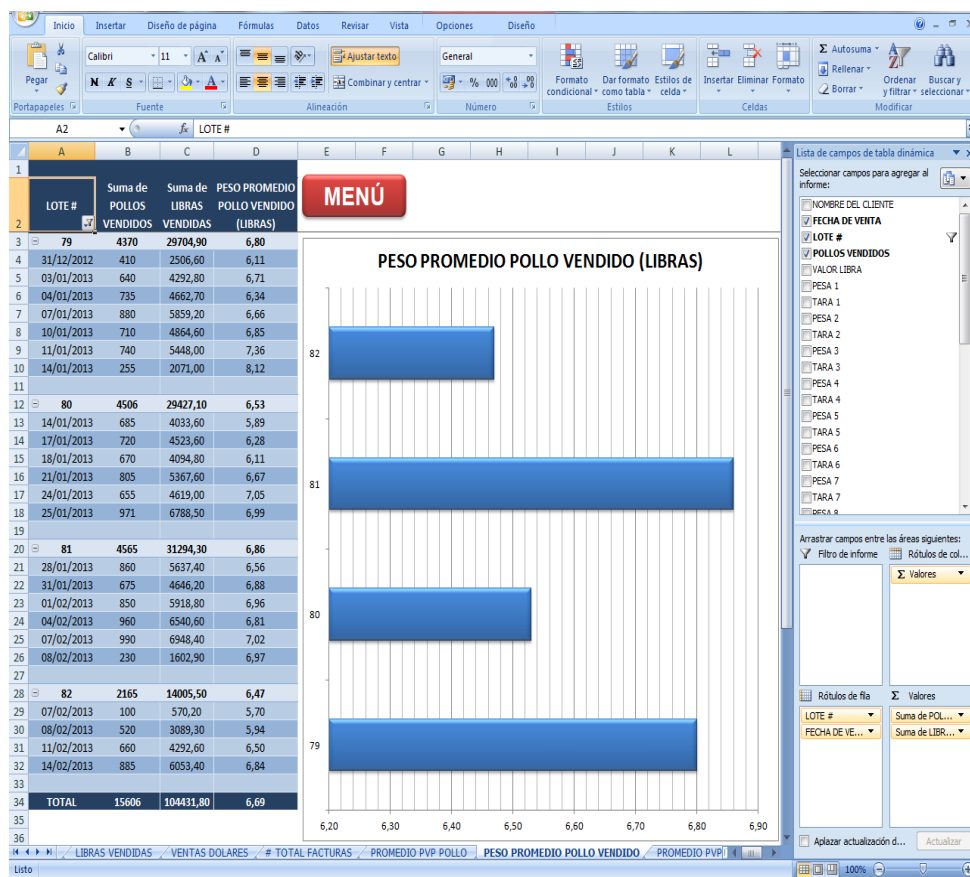 Inicio Insertar Diseño de página Fórmulas Datos Revisar Vista Opciones Diseño
Pegar
Portapapeles
Calibri 11
N K S
Fuente
Ajustar texto
Combinar y centrar
Alineación
General
% 000
Número
Formato condicional
Dar formato como tabla
Estilos de celda
Estilos
Insertar Eliminar Formato
Celdas
Σ Autosuma
Rellenar
Borrar
Ordenar y filtrar
Buscar y seleccionar
Modificar
A2 fx LOTE #
A B C D E F G H I J K L
1
2 LOTE # Suma de POLLOS VENDIDOS Suma de LIBRAS VENDIDAS PESO PROMEDIO POLLO VENDIDO (LIBRAS)
3 79 4370 29704,90 6,80
4 31/12/2012 410 2506,60 6,11
5 03/01/2013 640 4292,80 6,71
6 04/01/2013 735 4662,70 6,34
7 07/01/2013 880 5859,20 6,66
8 10/01/2013 710 4864,60 6,85
9 11/01/2013 740 5448,00 7,36
10 14/01/2013 255 2071,00 8,12
11
12 80 4506 29427,10 6,53
13 14/01/2013 685 4033,60 5,89
14 17/01/2013 720 4523,60 6,28
15 18/01/2013 670 4094,80 6,11
16 21/01/2013 805 5367,60 6,67
17 24/01/2013 655 4619,00 7,05
18 25/01/2013 971 6788,50 6,99
19
20 81 4565 31294,30 6,86
21 28/01/2013 860 5637,40 6,56
22 31/01/2013 675 4646,20 6,88
23 01/02/2013 850 5918,80 6,96
24 04/02/2013 960 6540,60 6,81
25 07/02/2013 990 6948,40 7,02
26 08/02/2013 230 1602,90 6,97
27
28 82 2165 14005,50 6,47
29 07/02/2013 100 570,20 5,70
30 08/02/2013 520 3089,30 5,94
31 11/02/2013 660 4292,60 6,50
32 14/02/2013 885 6053,40 6,84
33
34 TOTAL 15606 104431,80 6,69
35
36
MENÚ
PESO PROMEDIO POLLO VENDIDO (LIBRAS)
82
81
80
79
6,20 6,30 6,40 6,50 6,60 6,70 6,80 6,90
Lista de campos de tabla dinámica
Seleccionar campos para agregar al
informe:
NOMBRE DEL CLIENTE
FECHA DE VENTA
LOTE #
POLLOS VENDIDOS
VALOR LIBRA
PESA 1
TARA 1
PESA 2
TARA 2
PESA 3
TARA 3
PESA 4
TARA 4
PESA 5
TARA 5
PESA 6
TARA 6
PESA 7
TARA 7
PESA 8
Arrastrar campos entre las áreas siguientes:
Filtro de informe Rótulos de col...
Σ Valores
Rótulos de fila Σ Valores
LOTE # Suma de POL...
FECHA DE VE... Suma de LIBR...
Aplazar actualización d... Actualizar
LIBRAS VENDIDAS VENTAS DOLARES # TOTAL FACTURAS PROMEDIO PVP POLLO PESO PROMEDIO POLLO VENDIDO PROMEDIO PVP
Listo 100%